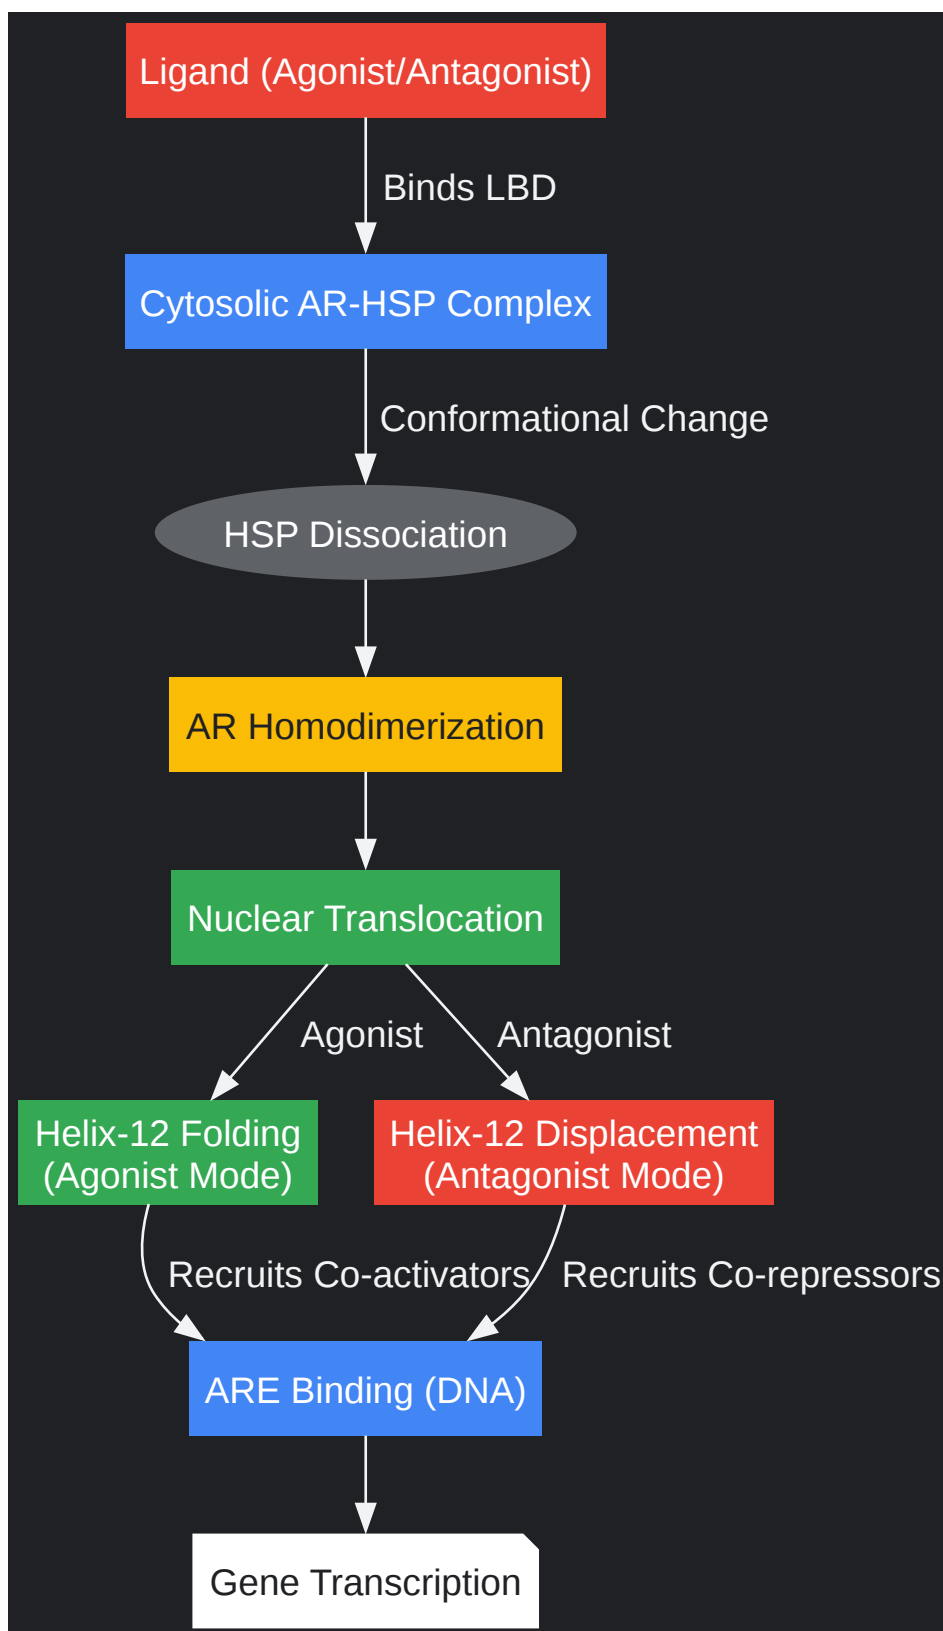 Ligand (Agonist/Antagonist)
Binds LBD
Cytosolic AR-HSP Complex
Conformational Change
HSP Dissociation
AR Homodimerization
Nuclear Translocation
Agonist
Antagonist
Helix-12 Folding
(Agonist Mode)
Helix-12 Displacement
(Antagonist Mode)
Recruits Co-activators
Recruits Co-repressors
ARE Binding (DNA)
Gene Transcription